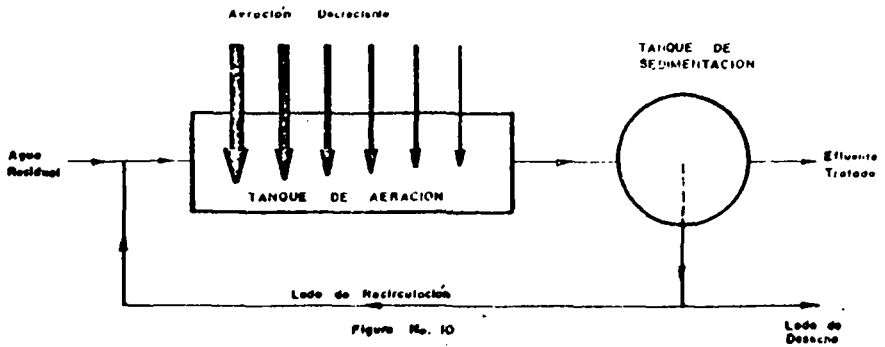 Aeración Decreciente
TANQUE DE
SEDIMENTACION
Agua
Residual
TANQUE DE AERACION
Efluente
Tratado
Lodo de Recirculación
Figura No. 10
Lodo de
Desecho